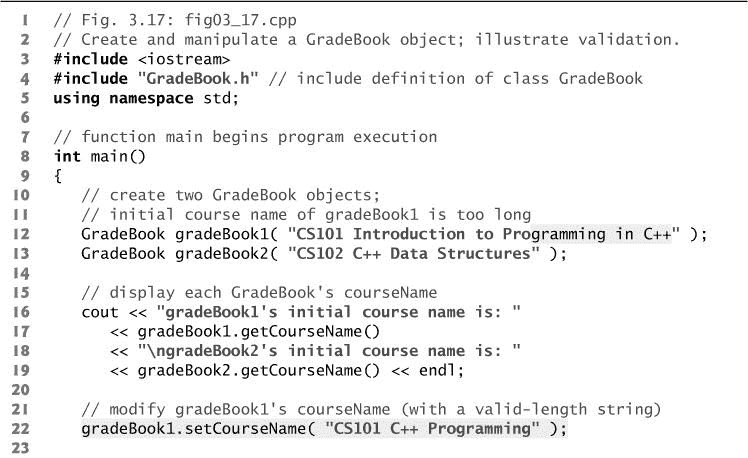 1 // Fig. 3.17: fig03_17.cpp
2 // Create and manipulate a GradeBook object; illustrate validation.
3 #include <iostream>
4 #include "GradeBook.h" // include definition of class GradeBook
5 using namespace std;
6
7 // function main begins program execution
8 int main()
9 {
10 // create two GradeBook objects;
11 // initial course name of gradeBook1 is too long
12 GradeBook gradeBook1( "CS101 Introduction to Programming in C++" );
13 GradeBook gradeBook2( "CS102 C++ Data Structures" );
14
15 // display each GradeBook's courseName
16 cout << "gradeBook1's initial course name is: "
17 << gradeBook1.getCourseName()
18 << "\ngradeBook2's initial course name is: "
19 << gradeBook2.getCourseName() << endl;
20
21 // modify gradeBook1's courseName (with a valid-length string)
22 gradeBook1.setCourseName( "CS101 C++ Programming" );
23